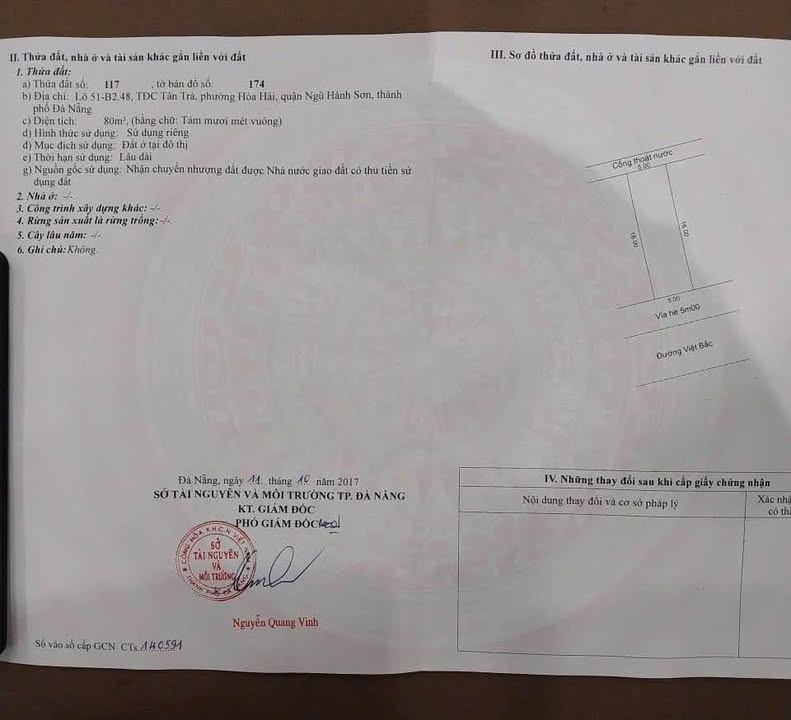 II. Thửa đất, nhà ở và tài sản khác gắn liền với đất
1. Thửa đất:
a) Thửa đất số: 117 , tờ bản đồ số: 174
b) Địa chỉ: Lô 51-B2.48, TĐC Tân Trà, phường Hòa Hải, quận Ngũ Hành Sơn, thành
phố Đà Nẵng
c) Diện tích: 80m², (bằng chữ: Tám mươi mét vuông)
d) Hình thức sử dụng: Sử dụng riêng
đ) Mục đích sử dụng: Đất ở tại đô thị
e) Thời hạn sử dụng: Lâu dài
g) Nguồn gốc sử dụng: Nhận chuyển nhượng đất được Nhà nước giao đất có thu tiền sử
dụng đất
2. Nhà ở: -/-
3. Công trình xây dựng khác: -/-
4. Rừng sản xuất là rừng trồng: -/-
5. Cây lâu năm: -/-
6. Ghi chú: Không.
Đà Nẵng, ngày 11 tháng 10 năm 2017
SỞ TÀI NGUYÊN VÀ MÔI TRƯỜNG TP. ĐÀ NẴNG
KT. GIÁM ĐỐC
PHÓ GIÁM ĐỐC
CỘNG HÒA X.H.C.N VIỆT NAM
SỞ
TÀI NGUYÊN
VÀ
MÔI TRƯỜNG
THÀNH PHỐ ĐÀ NẴNG
Nguyễn Quang Vinh
Số vào sổ cấp GCN. CTs 140591
III. Sơ đồ thửa đất, nhà ở và tài sản khác gắn liền với đất
Cống thoát nước
5.00
16.00
16.00
5.00
Vỉa hè 5m00
Đường Việt Bắc
IV. Những thay đổi sau khi cấp giấy chứng nhận
Nội dung thay đổi và cơ sở pháp lý
Xác nhậ
có th